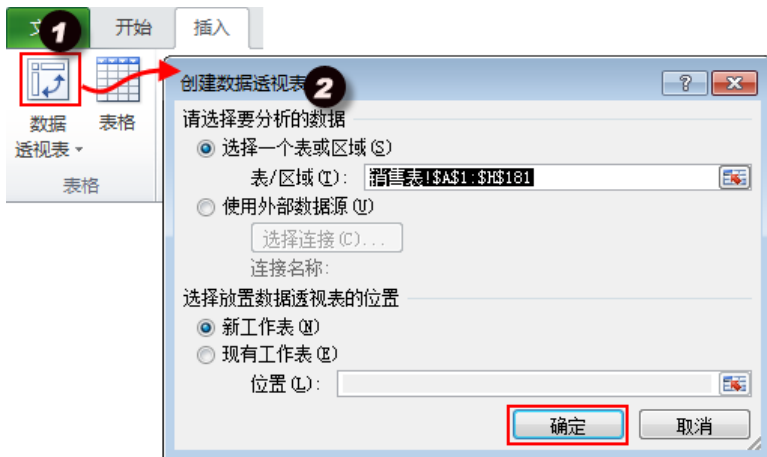 开始 插入
1
数据
透视表
表格
表格
创建数据透视表
2
请选择要分析的数据
选择一个表或区域(S)
表/区域(T): 销售表!$A$1:$H$181
使用外部数据源(U)
选择连接(C)...
连接名称:
选择放置数据透视表的位置
新工作表(N)
现有工作表(E)
位置(L):
确定 取消